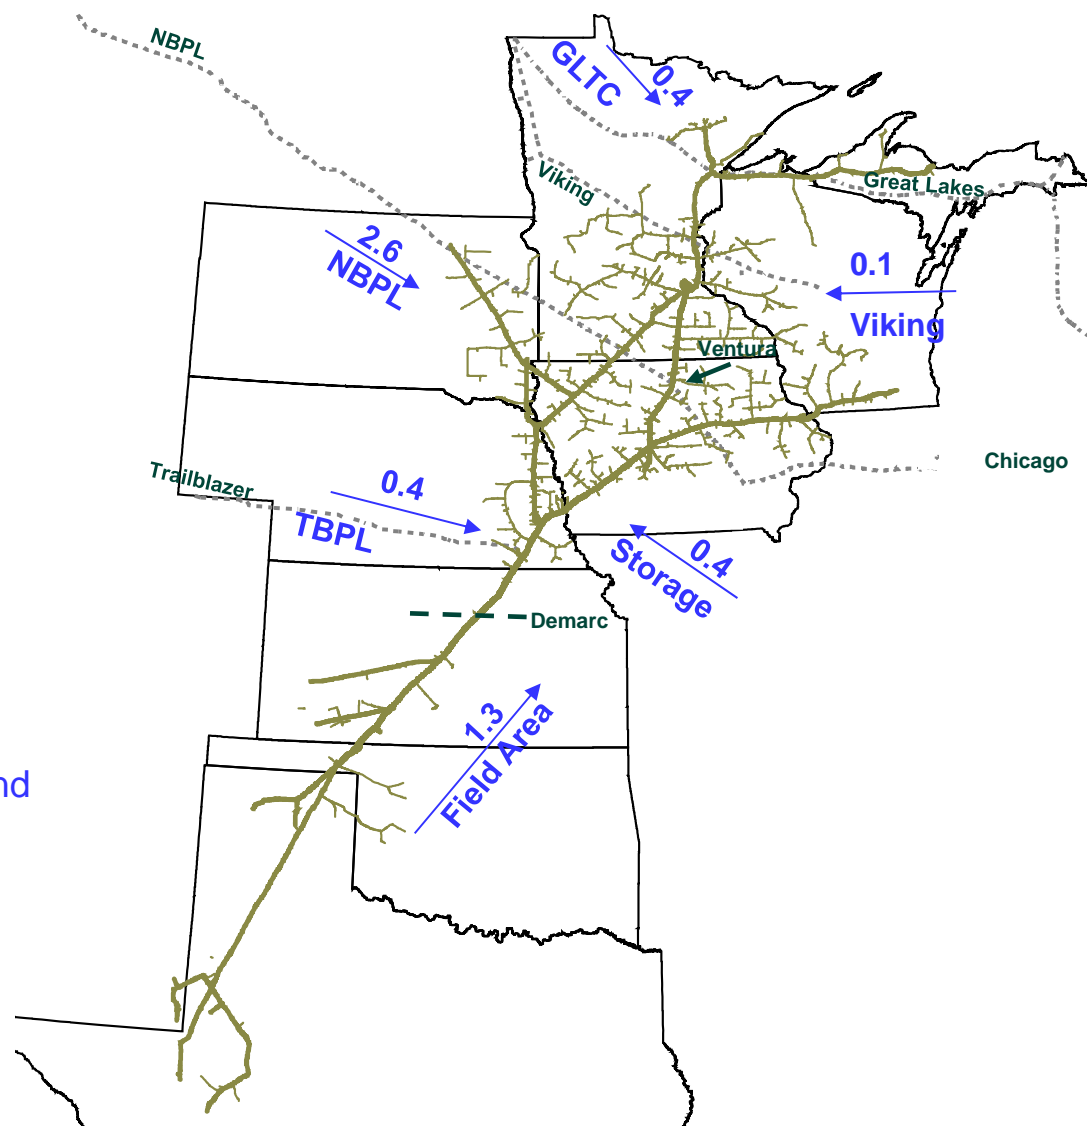 NBPL
GLTC
0.4
Viking
Great Lakes
2.6
NBPL
0.1
Viking
Ventura
Trailblazer
0.4
TBPL
Chicago
0.4
Storage
Demarc
1.3
Field Area
nd